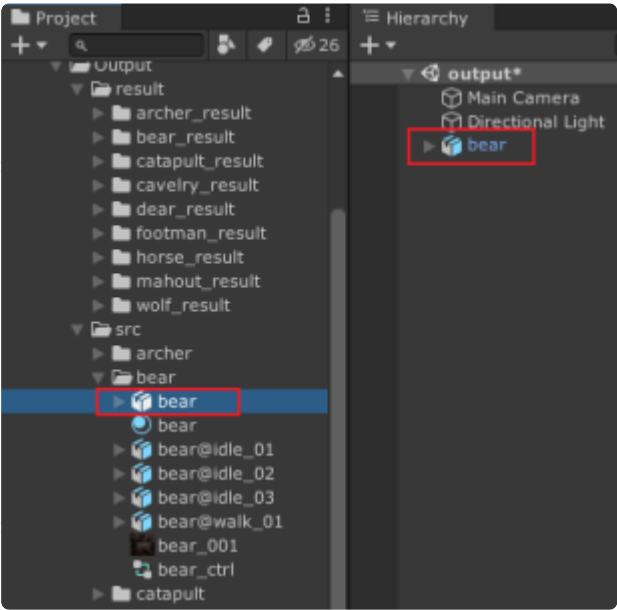 Project
26
Output
result
archer_result
bear_result
catapult_result
cavelry_result
dear_result
footman_result
horse_result
mahout_result
wolf_result
src
archer
bear
bear
bear
bear@idle_01
bear@idle_02
bear@idle_03
bear@walk_01
bear_001
bear_ctrl
catapult
Hierarchy
output*
Main Camera
Directional Light
bear